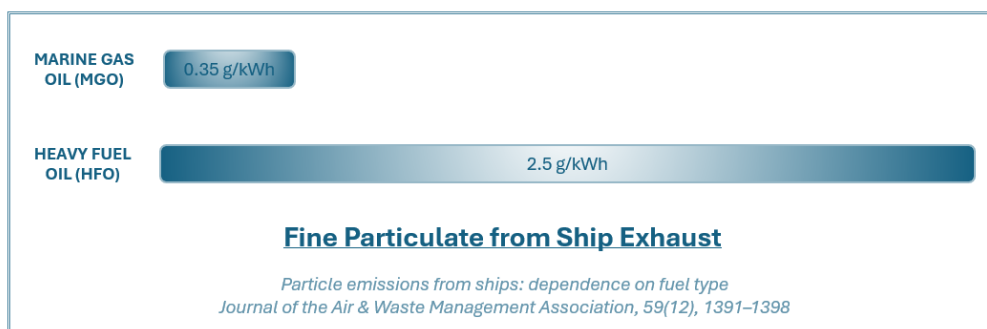 MARINE GAS
OIL (MGO)
0.35 g/kWh
HEAVY FUEL
OIL (HFO)
2.5 g/kWh
Fine Particulate from Ship Exhaust
Particle emissions from ships: dependence on fuel type
Journal of the Air & Waste Management Association, 59(12), 1391–1398